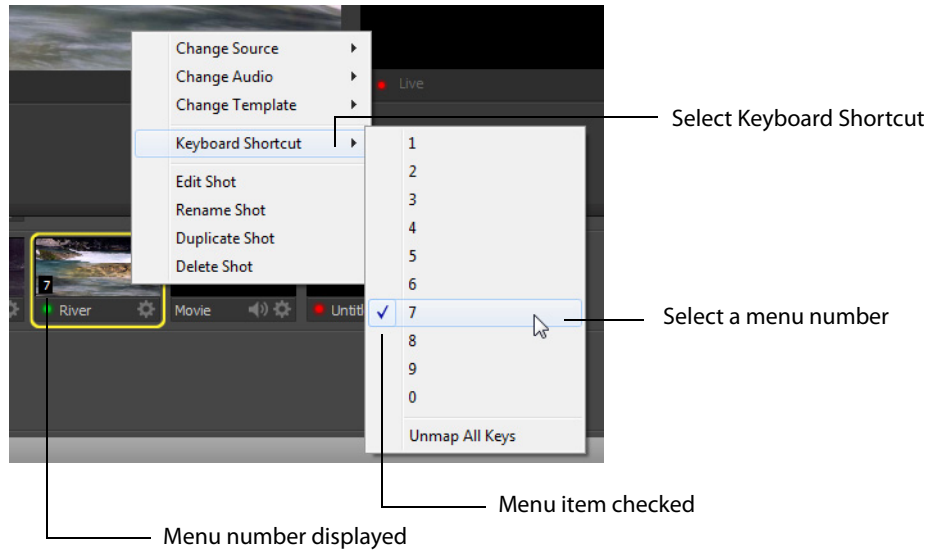 Change Source
Change Audio
Change Template
Keyboard Shortcut
Edit Shot
Rename Shot
Duplicate Shot
Delete Shot
Live
1
2
3
4
5
6
7
8
9
0
Unmap All Keys
7
River
Movie
Untitl
Select Keyboard Shortcut
Select a menu number
Menu item checked
Menu number displayed